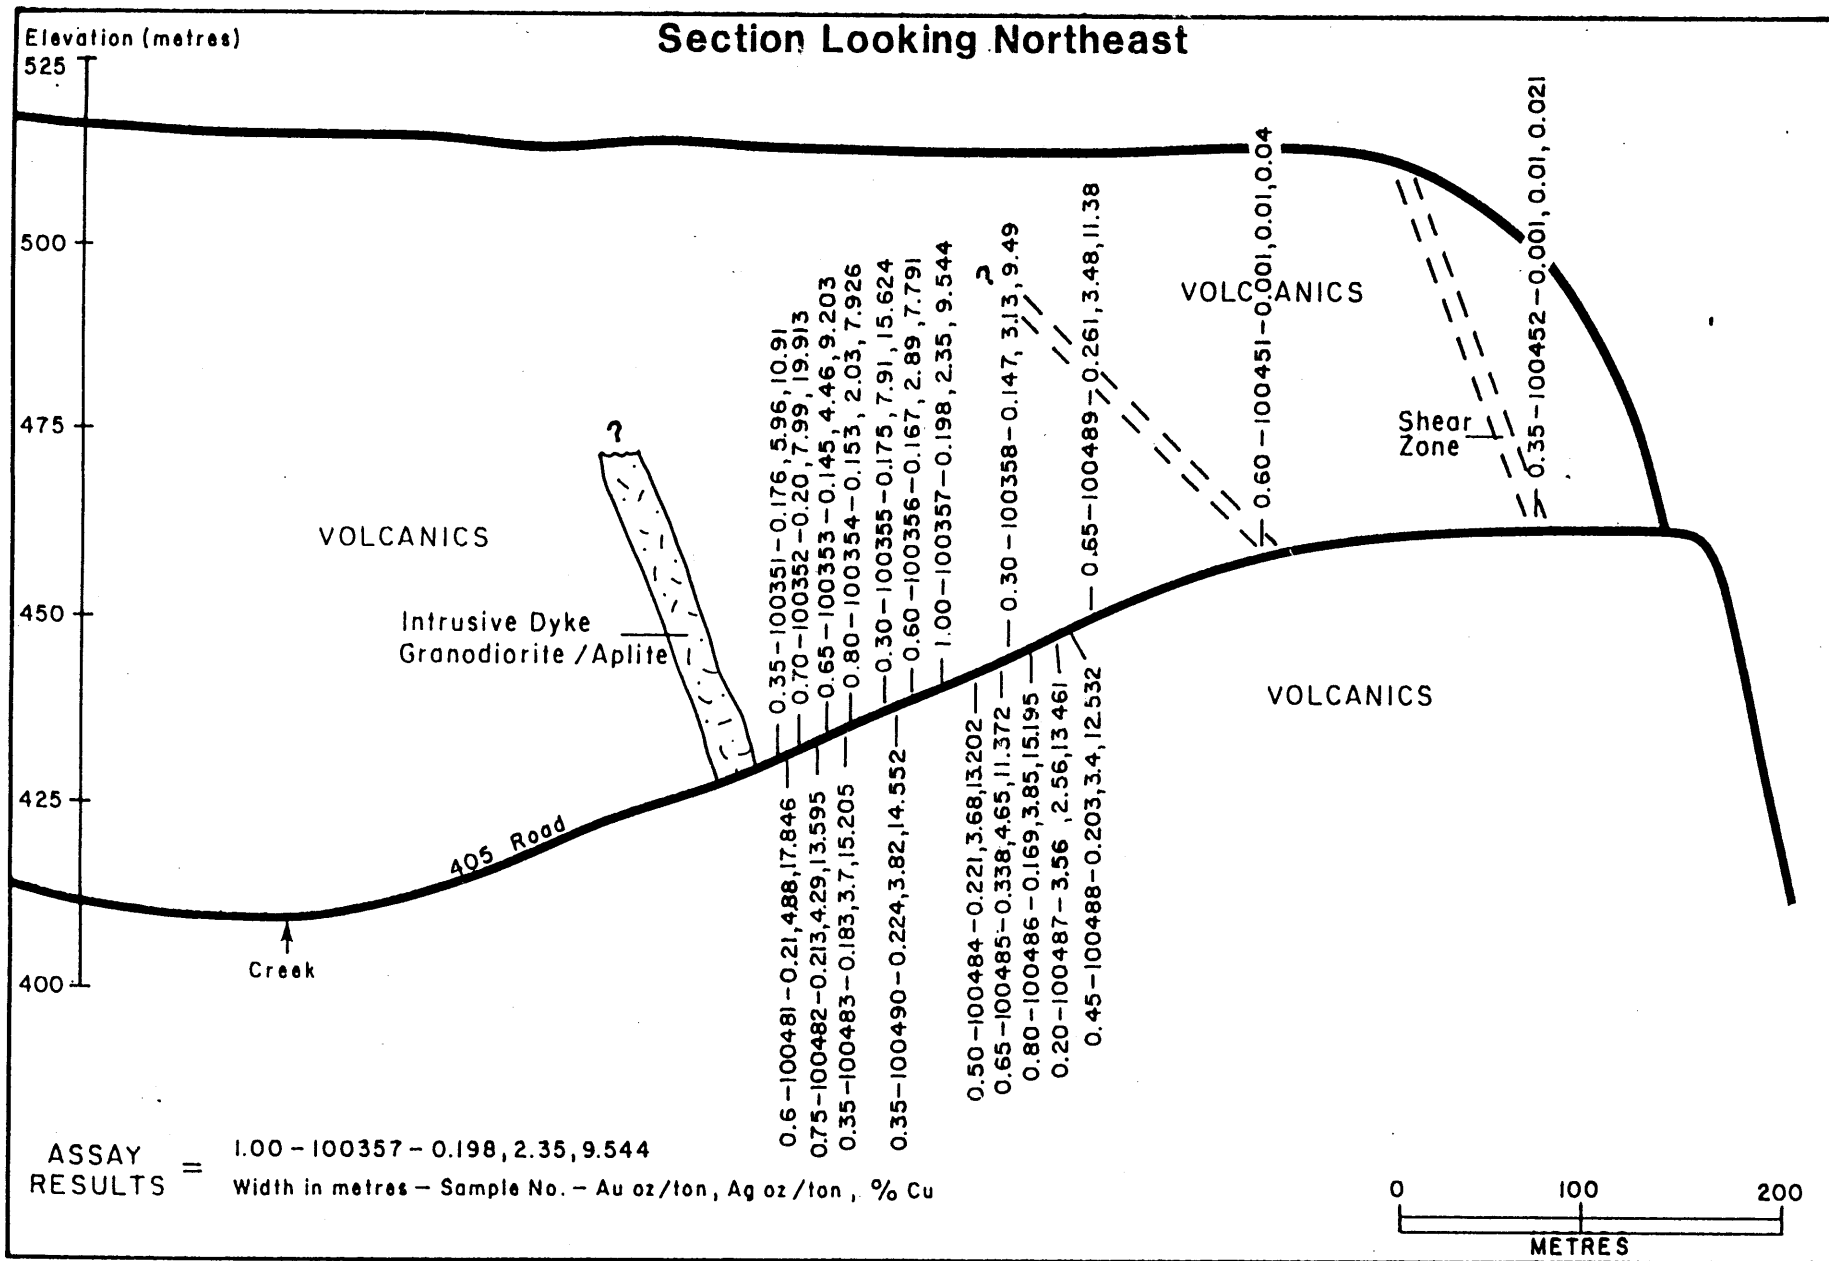 Section Looking Northeast
Elevation (metres)
525
500
475
450
425
400
0.35-100452-0.001, 0.01, 0.021
0.60-100451-0.001, 0.01, 0.04
0.65-100489-0.261, 3.48, 11.38
0.30-100358-0.147, 3.13, 9.49
1.00-100357-0.198, 2.35, 9.544
0.60-100356-0.167, 2.89, 7.791
0.30-100355-0.175, 7.91, 15.624
0.80-100354-0.153, 2.03, 7.926
0.65-100353-0.145, 4.46, 9.203
0.70-100352-0.20, 7.99, 19.913
0.35-100351-0.176, 5.96, 10.91
?
?
VOLCANICS
VOLCANICS
VOLCANICS
Shear
Zone
Intrusive Dyke
Granodiorite / Aplite
405 Road
Creek
0.6-100481-0.21, 4.88, 17.846
0.75-100482-0.213, 4.29, 13.595
0.35-100483-0.183, 3.7, 15.205
0.35-100490-0.224, 3.82, 14.552
0.50-100484-0.221, 3.68, 13.202
0.65-100485-0.338, 4.65, 11.372
0.80-100486-0.169, 3.85, 15.195
0.20-100487-3.56, 2.56, 13.461
0.45-100488-0.203, 3.4, 12.532
ASSAY
RESULTS =
1.00-100357-0.198, 2.35, 9.544
Width in metres - Sample No. - Au oz/ton, Ag oz/ton, % Cu
0 100 200
METRES